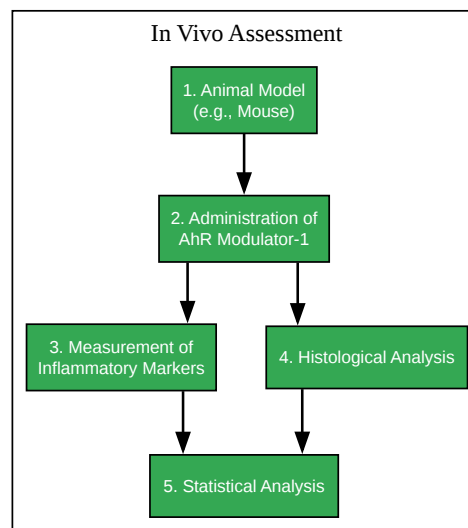 In Vivo Assessment
1. Animal Model
(e.g., Mouse)
2. Administration of
AhR Modulator-1
3. Measurement of
Inflammatory Markers
4. Histological Analysis
5. Statistical Analysis